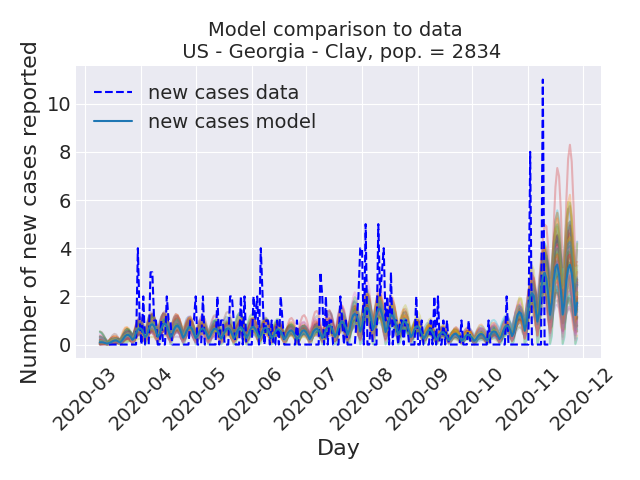 Model comparison to data
US - Georgia - Clay, pop. = 2834
Number of new cases reported
10
8
6
4
2
0
new cases data
new cases model
2020-03
2020-04
2020-05
2020-06
2020-07
2020-08
2020-09
2020-10
2020-11
2020-12
Day